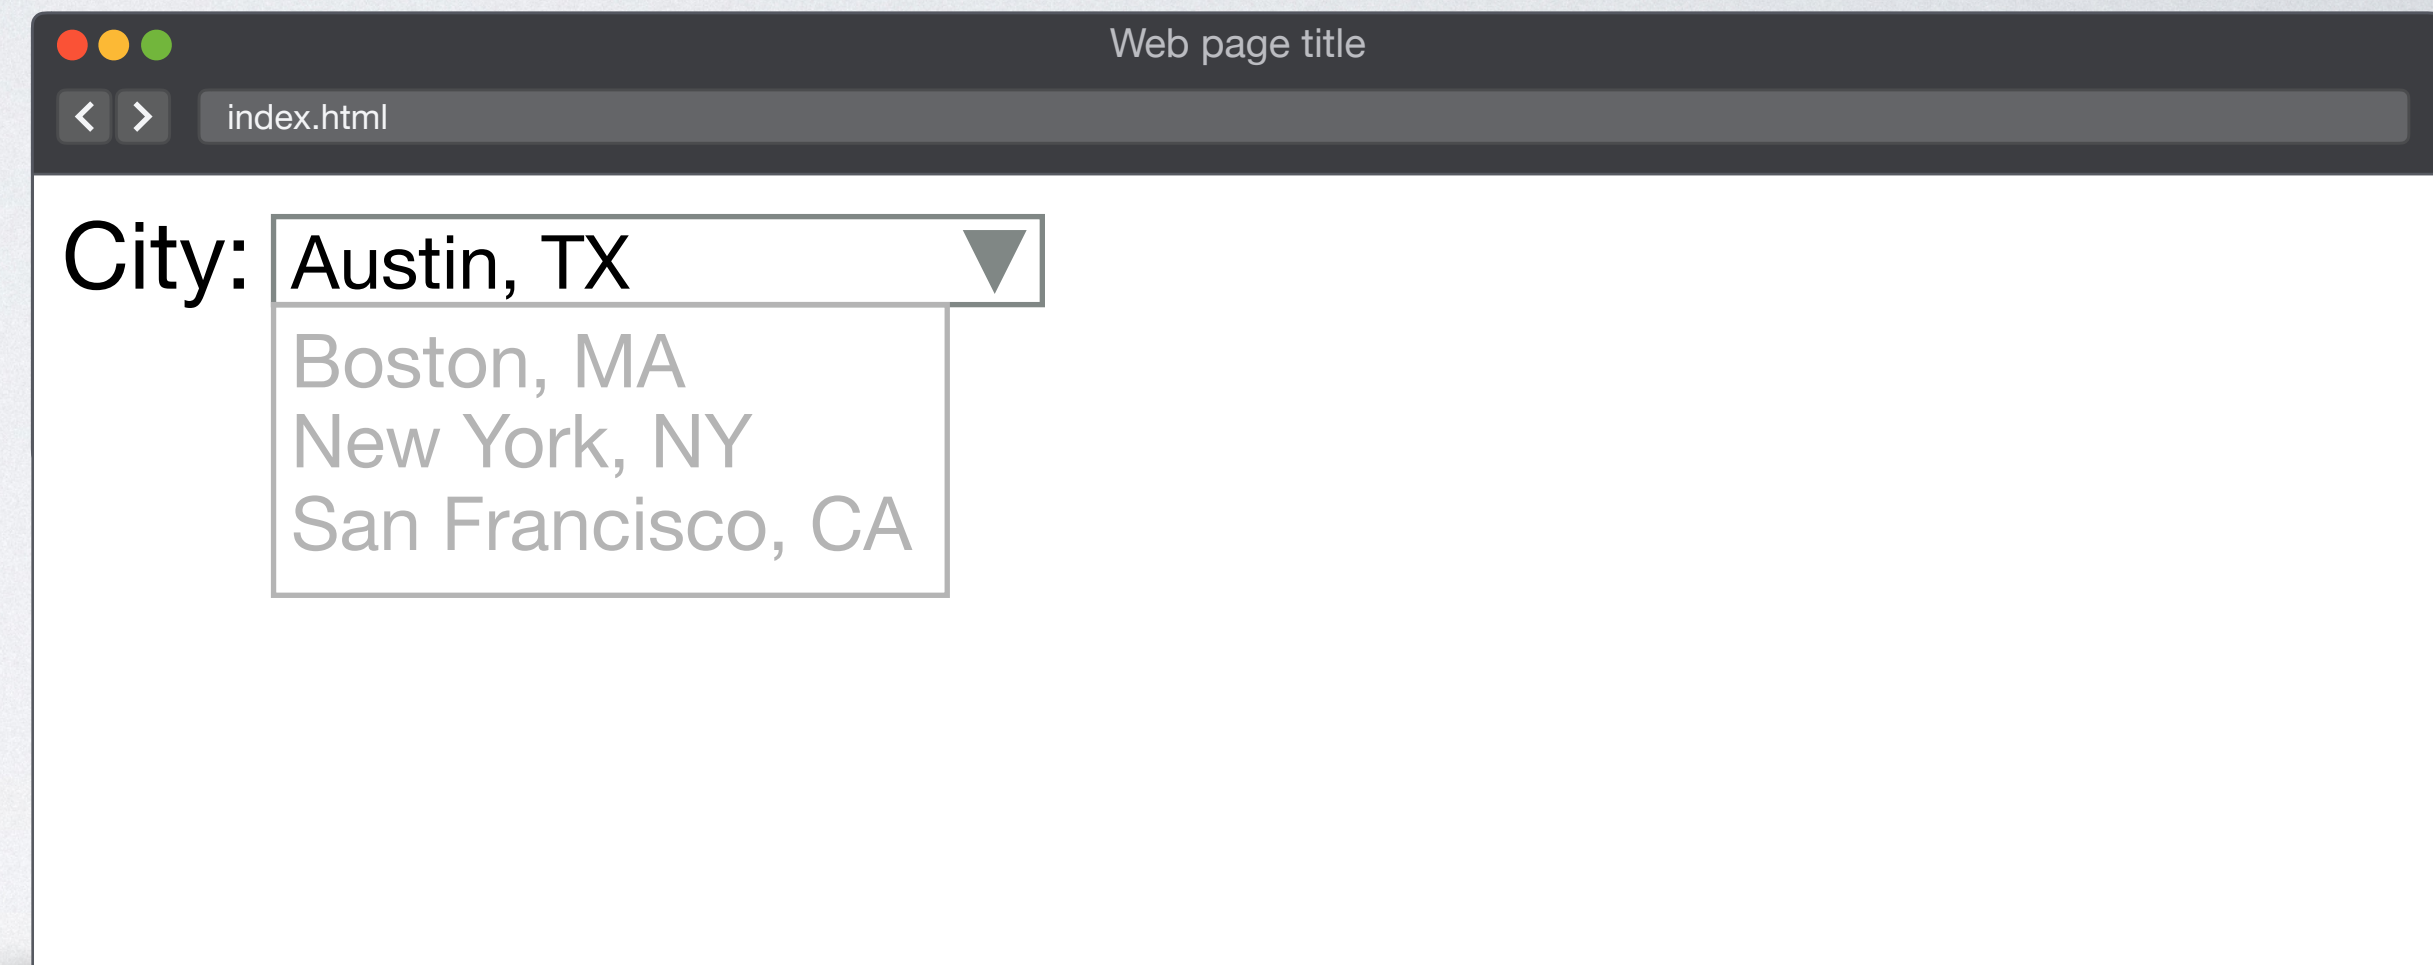 Web page title
index.html
City: Austin, TX
Boston, MA
New York, NY
San Francisco, CA